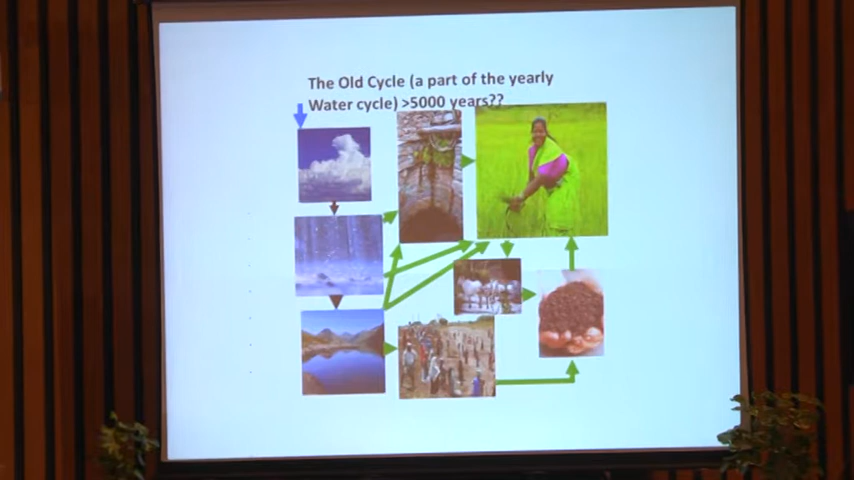 The Old Cycle (a part of the yearly
Water cycle) >5000 years??